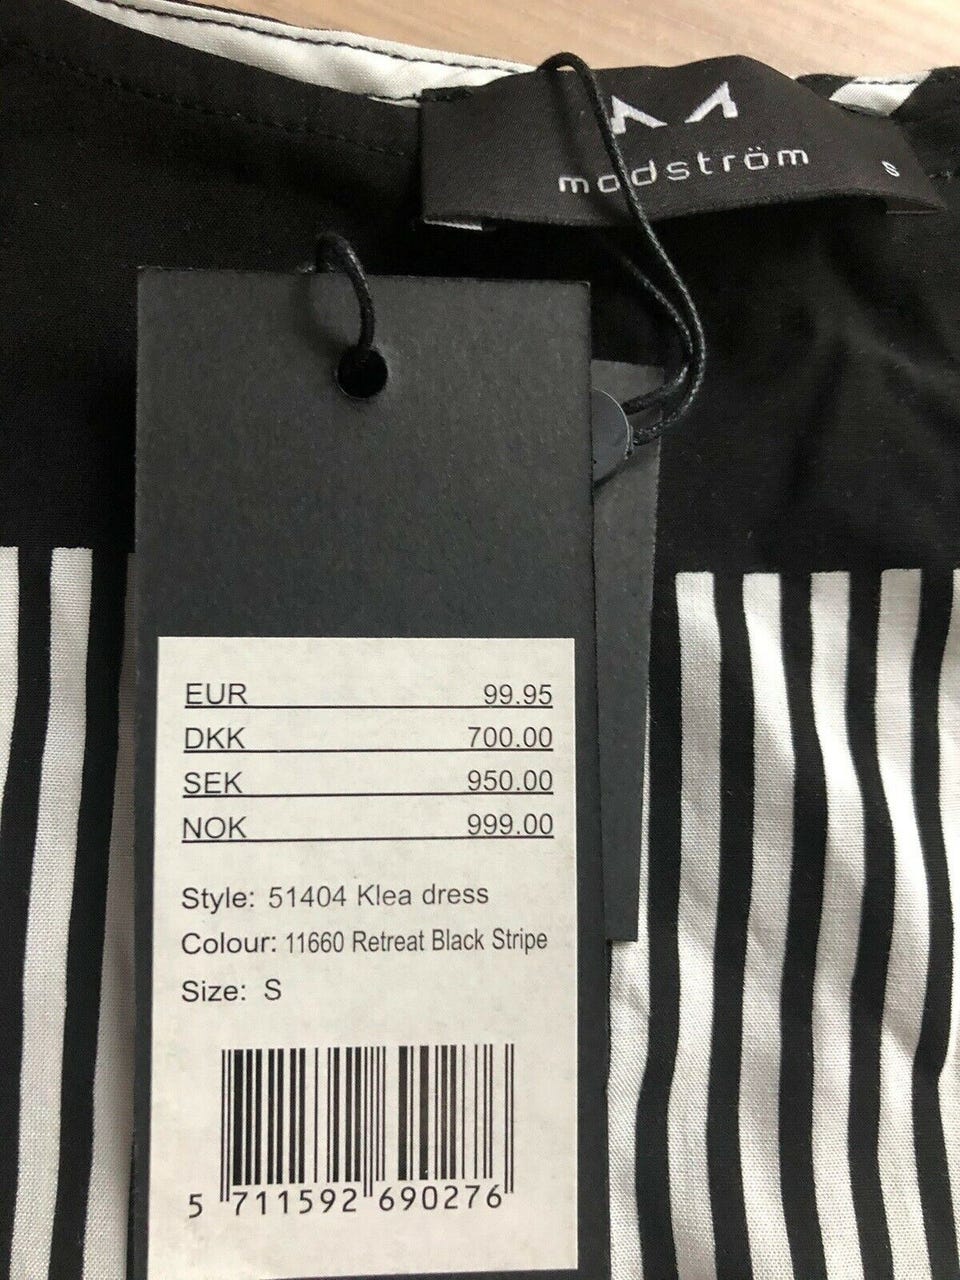 modström
S
EUR 99.95
DKK 700.00
SEK 950.00
NOK 999.00
Style: 51404 Klea dress
Colour: 11660 Retreat Black Stripe
Size: S
5 711592 690276